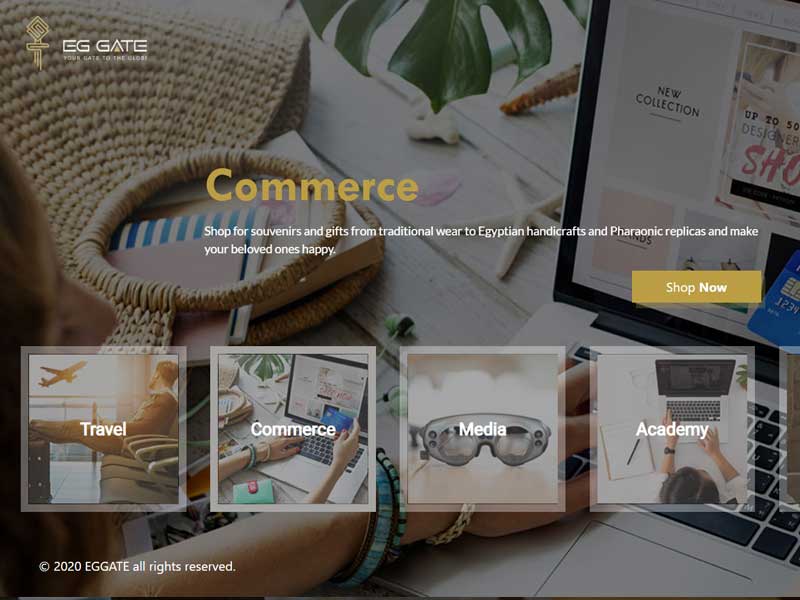 EG GATE
YOUR GATE TO THE GLOBE
NEW
COLLECTION
UP TO 50
DESIGNER
SHO
Commerce
Shop for souvenirs and gifts from traditional wear to Egyptian handicrafts and Pharaonic replicas and make
your beloved ones happy.
Shop Now
Travel
Commerce
Media
Academy
© 2020 EGGATE all rights reserved.